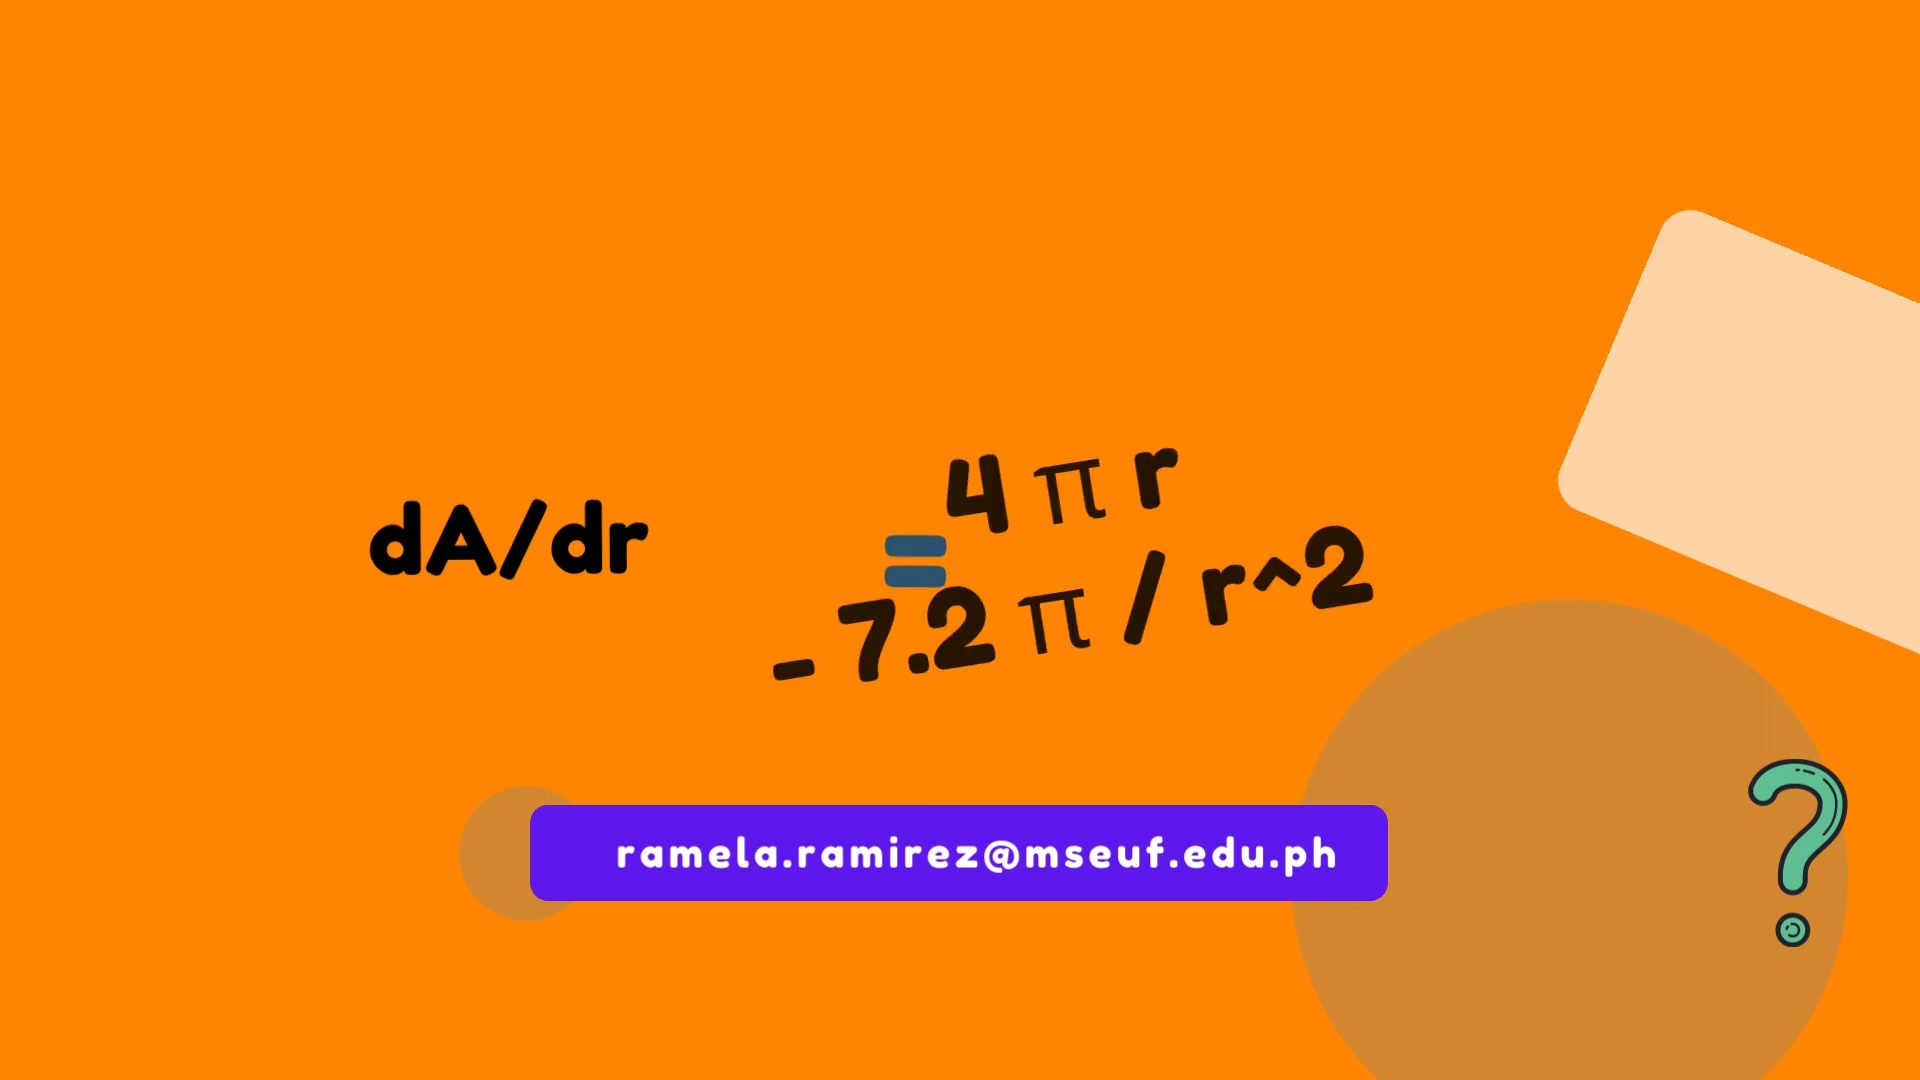 dA/dr
=
4 π r
- 7.2 π / r^2
ramela.ramirez@mseuf.edu.ph
?